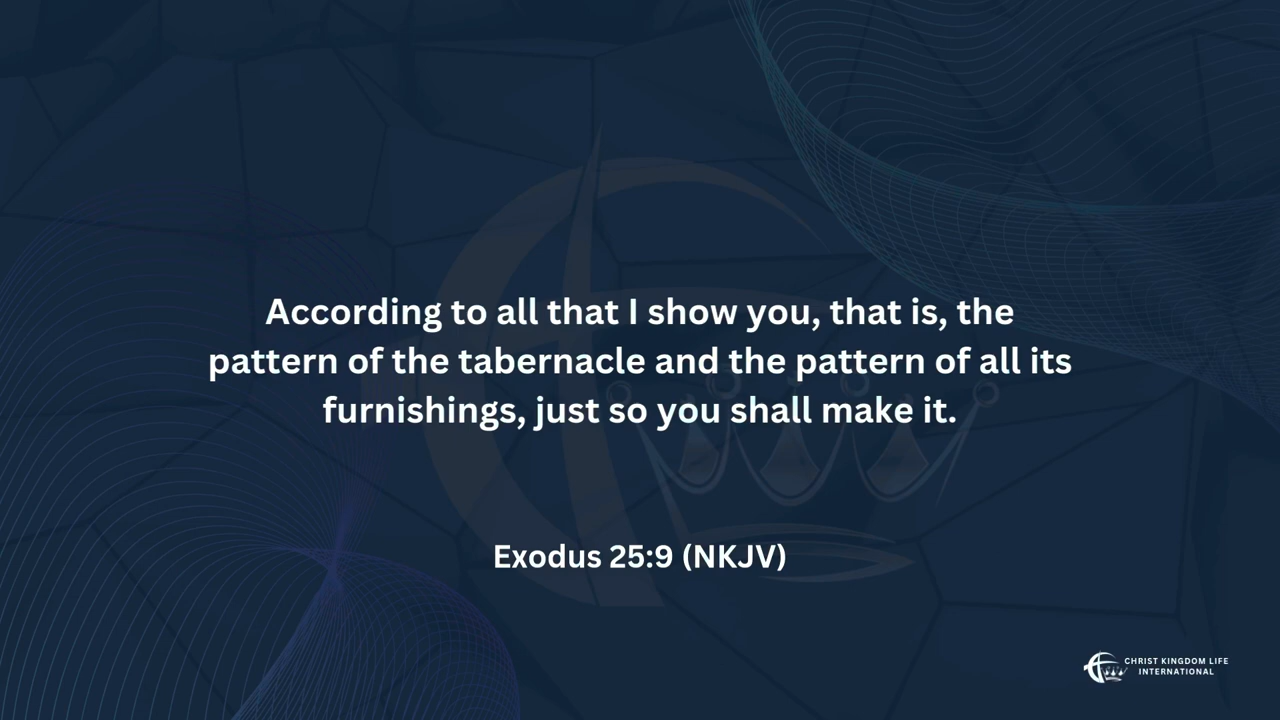 According to all that I show you, that is, the
pattern of the tabernacle and the pattern of all its
furnishings, just so you shall make it.
Exodus 25:9 (NKJV)
CHRIST KINGDOM LIFE
INTERNATIONAL